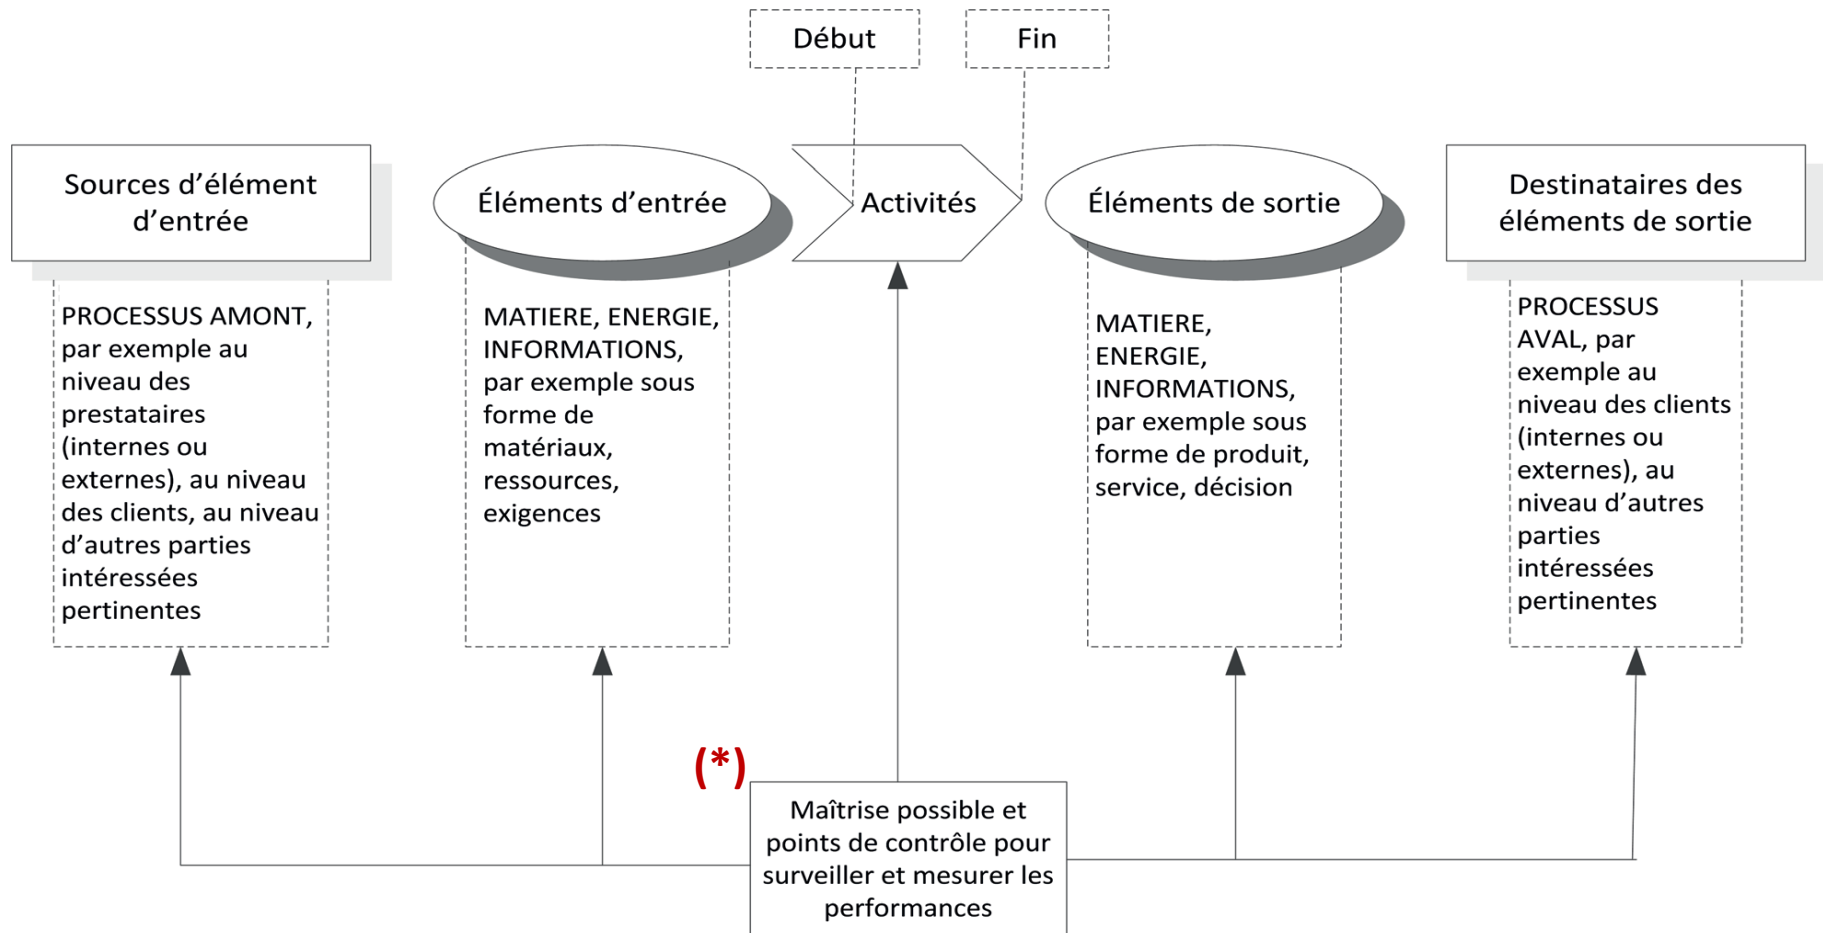 Début
Fin
Sources d’élément
d’entrée
Éléments d’entrée
Activités
Éléments de sortie
Destinataires des
éléments de sortie
PROCESSUS AMONT,
par exemple au
niveau des
prestataires
(internes ou
externes), au niveau
des clients, au niveau
d’autres parties
intéressées
pertinentes
MATIERE, ENERGIE,
INFORMATIONS,
par exemple sous
forme de
matériaux,
ressources,
exigences
MATIERE,
ENERGIE,
INFORMATIONS,
par exemple sous
forme de produit,
service, décision
PROCESSUS
AVAL, par
exemple au
niveau des clients
(internes ou
externes), au
niveau d’autres
parties
intéressées
pertinentes
(*)
Maîtrise possible et
points de contrôle pour
surveiller et mesurer les
performances